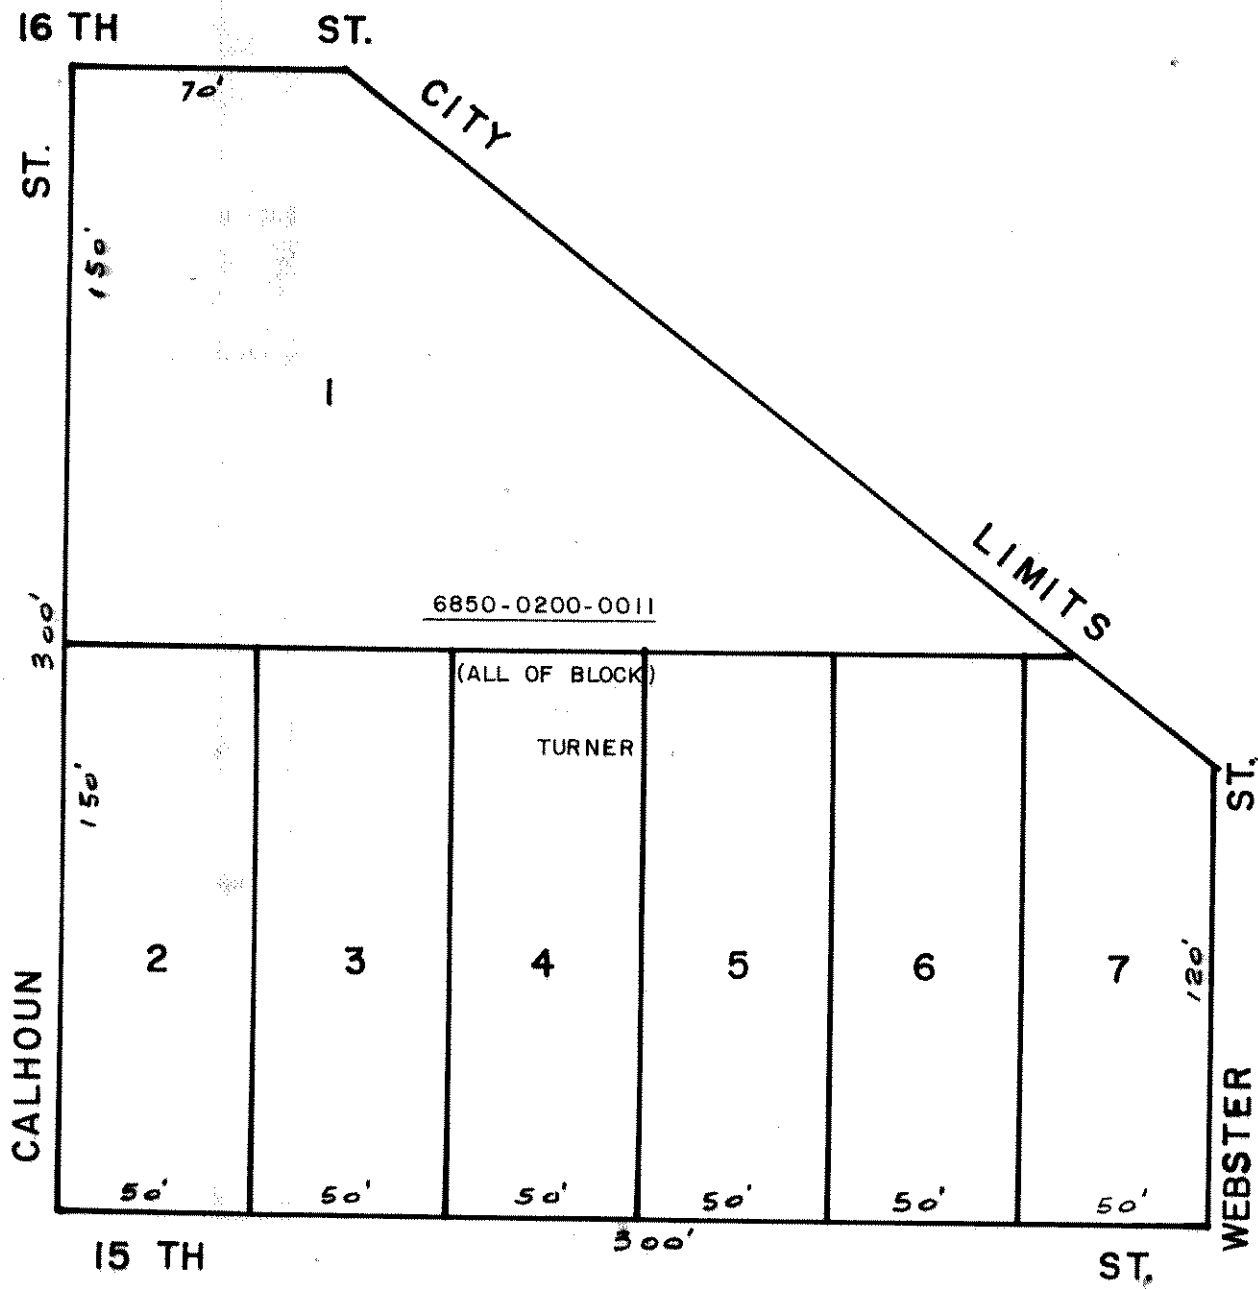 16 TH ST.
70'
CITY
ST.
150'
1
LIMITS
6850-0200-0011
300'
(ALL OF BLOCK)
TURNER
ST.
150'
2 3 4 5 6 7
120'
CALHOUN
WEBSTER
50' 50' 50' 50' 50' 50'
300'
15 TH ST.